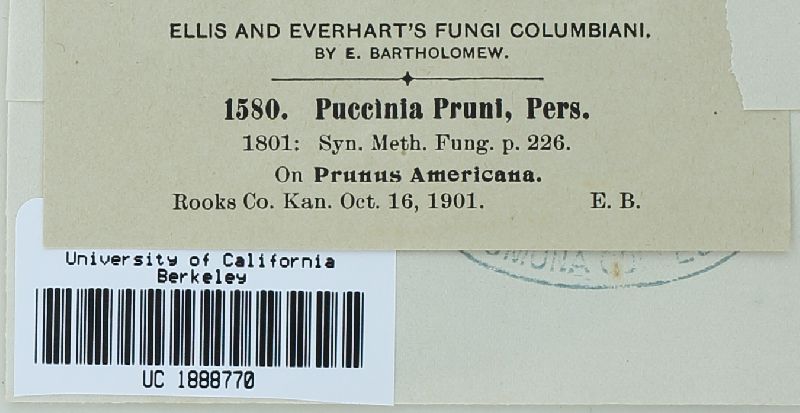 ELLIS AND EVERHART'S FUNGI COLUMBIANI.
BY E. BARTHOLOMEW.
1580. Puccinia Pruni, Pers.
1801: Syn. Meth. Fung. p. 226.
On Prunus Americana.
Rooks Co. Kan. Oct. 16, 1901. E. B.
University of California
Berkeley
UC 1888770